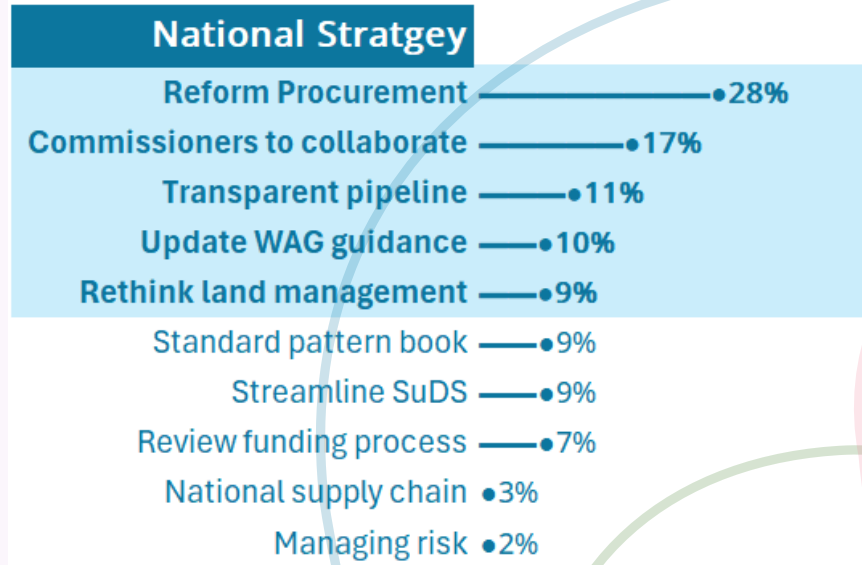 National Stratgey
Reform Procurement 28%
Commissioners to collaborate 17%
Transparent pipeline 11%
Update WAG guidance 10%
Rethink land management 9%
Standard pattern book 9%
Streamline SuDS 9%
Review funding process 7%
National supply chain 3%
Managing risk 2%